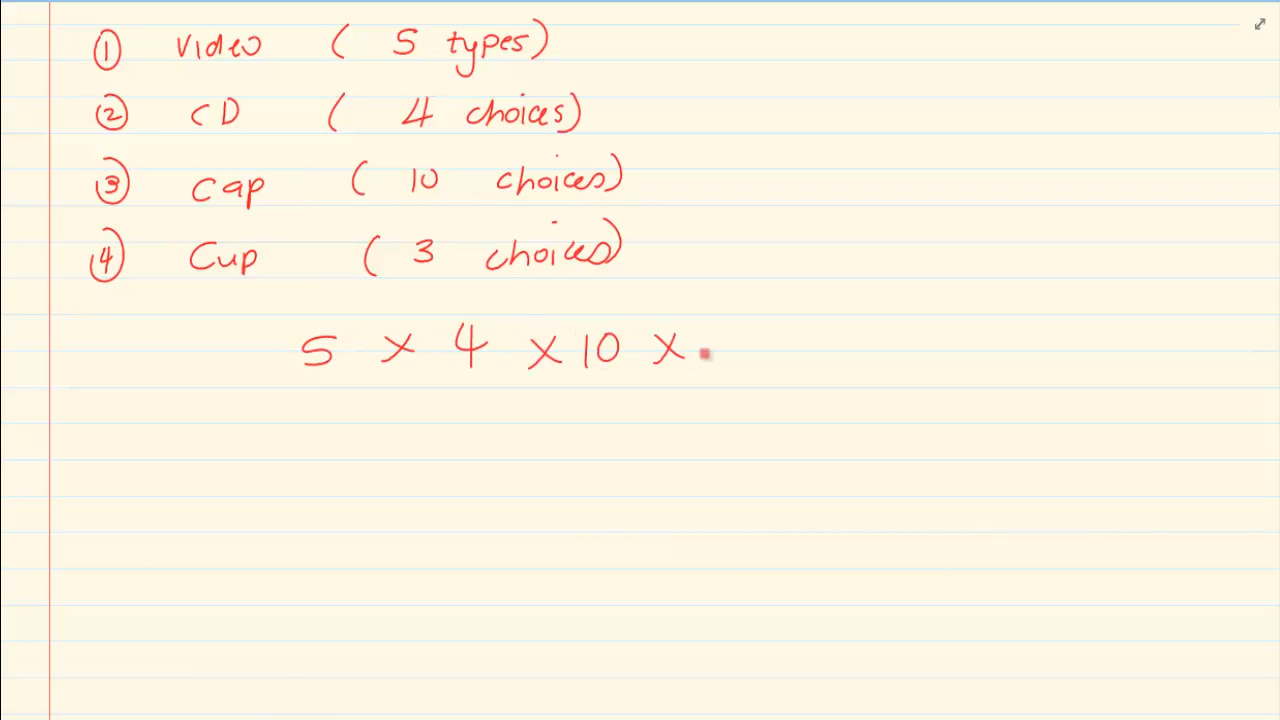 ① Video ( 5 types)
② CD ( 4 choices)
③ Cap ( 10 choices)
④ Cup ( 3 choices)
5 × 4 × 10 ×